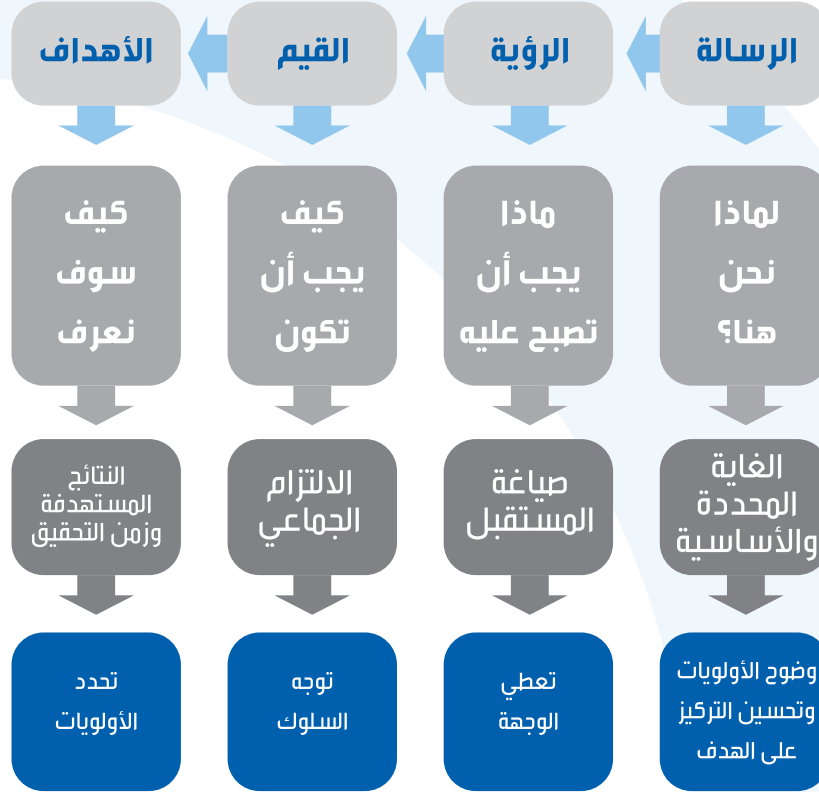 الرسالة
الرؤية
القيم
الأهداف
لماذا
نحن
هنا؟
ماذا
يجب أن
تصبح عليه
كيف
يجب أن
تكون
كيف
سوف
نعرف
الغاية
المحددة
والأساسية
صياغة
المستقبل
الالتزام
الجماعي
النتائج
المستهدفة
وزمن التحقيق
وضوح الأولويات
وتحسين التركيز
على الهدف
تعطي
الوجهة
توجه
السلوك
تحدد
الأولويات